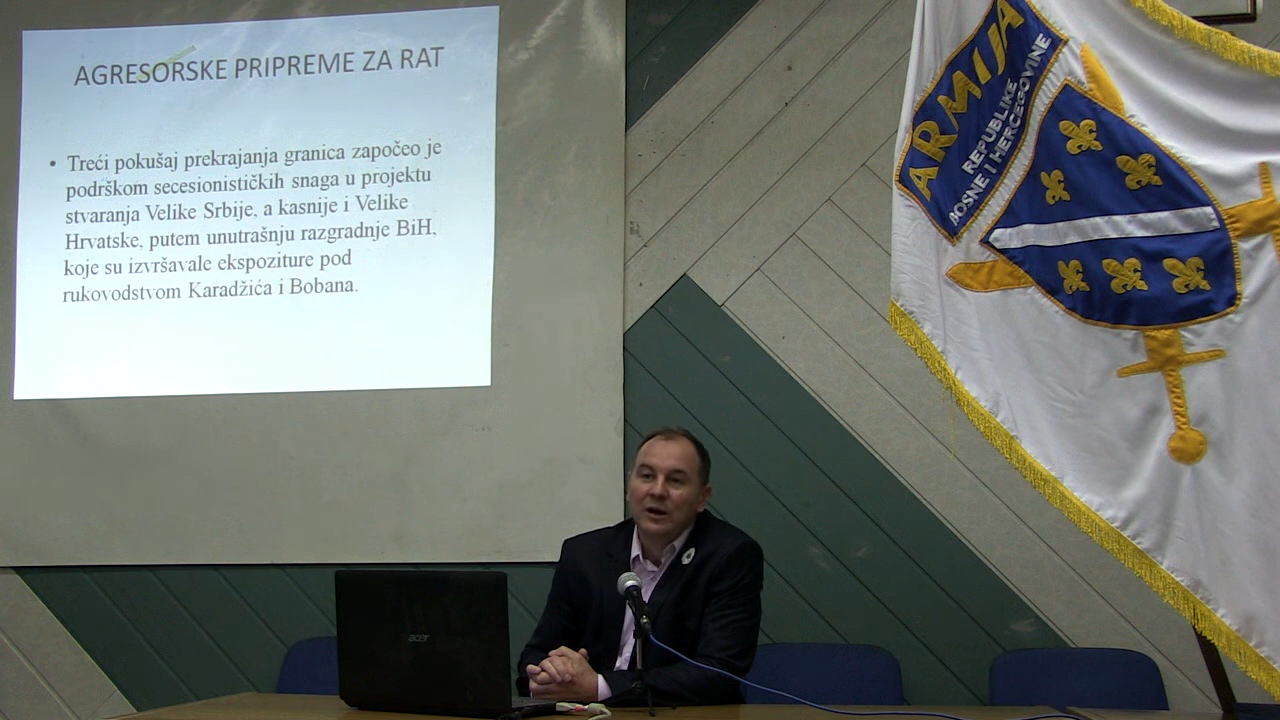 AGRESORSKE PRIPREME ZA RAT
• Treći pokušaj prekrajanja granica započeo je
podrškom secesionističkih snaga u projektu
stvaranja Velike Srbije, a kasnije i Velike
Hrvatske, putem unutrašnju razgradnje BiH,
koje su izvršavale ekspoziture pod
rukovodstvom Karadžića i Bobana.
ARMIJA
REPUBLIKE
BOSNE I HERCEGOVINE
acer